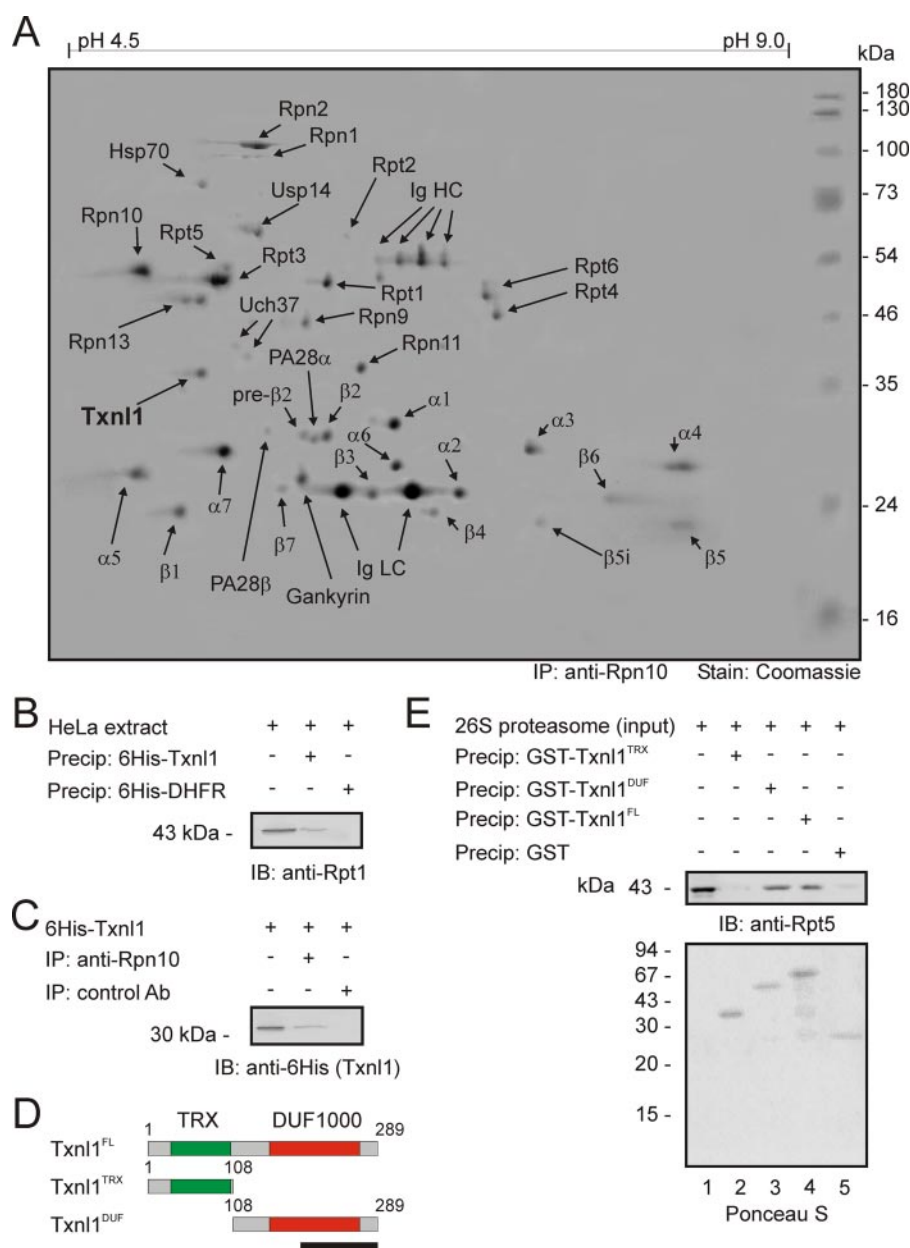 A
pH 4.5 pH 9.0
kDa
Rpn2
Rpn1
Hsp70
Usp14
Rpt2
Ig HC
Rpn10
Rpt5
Rpt3
Rpt1
Rpt6
Rpt4
Rpn13
Uch37
Rpn9
PA28α
Rpn11
Txnl1
pre-β2
β2
α1
α6
α3
α4
β3
α2
β6
α5
β1
α7
PA28β
β7
Gankyrin
Ig LC
β4
β5i
β5
- 180
- 130
- 100
- 73
- 54
- 46
- 35
- 24
- 16
IP: anti-Rpn10 Stain: Coomassie
B
HeLa extract + + +
Precip: 6His-Txnl1 - + -
Precip: 6His-DHFR - - +
43 kDa -
IB: anti-Rpt1
C
6His-Txnl1 + + +
IP: anti-Rpn10 - + -
IP: control Ab - - +
30 kDa -
IB: anti-6His (Txnl1)
D
TRX DUF1000
1 289
Txnl1FL
1 108
Txnl1TRX
108 289
Txnl1DUF
E
26S proteasome (input) + + + + +
Precip: GST-Txnl1TRX - + - - -
Precip: GST-Txnl1DUF - - + - -
Precip: GST-Txnl1FL - - - + -
Precip: GST - - - - +
kDa 43 -
IB: anti-Rpt5
94 -
67 -
43 -
30 -
20 -
15 -
1 2 3 4 5
Ponceau S